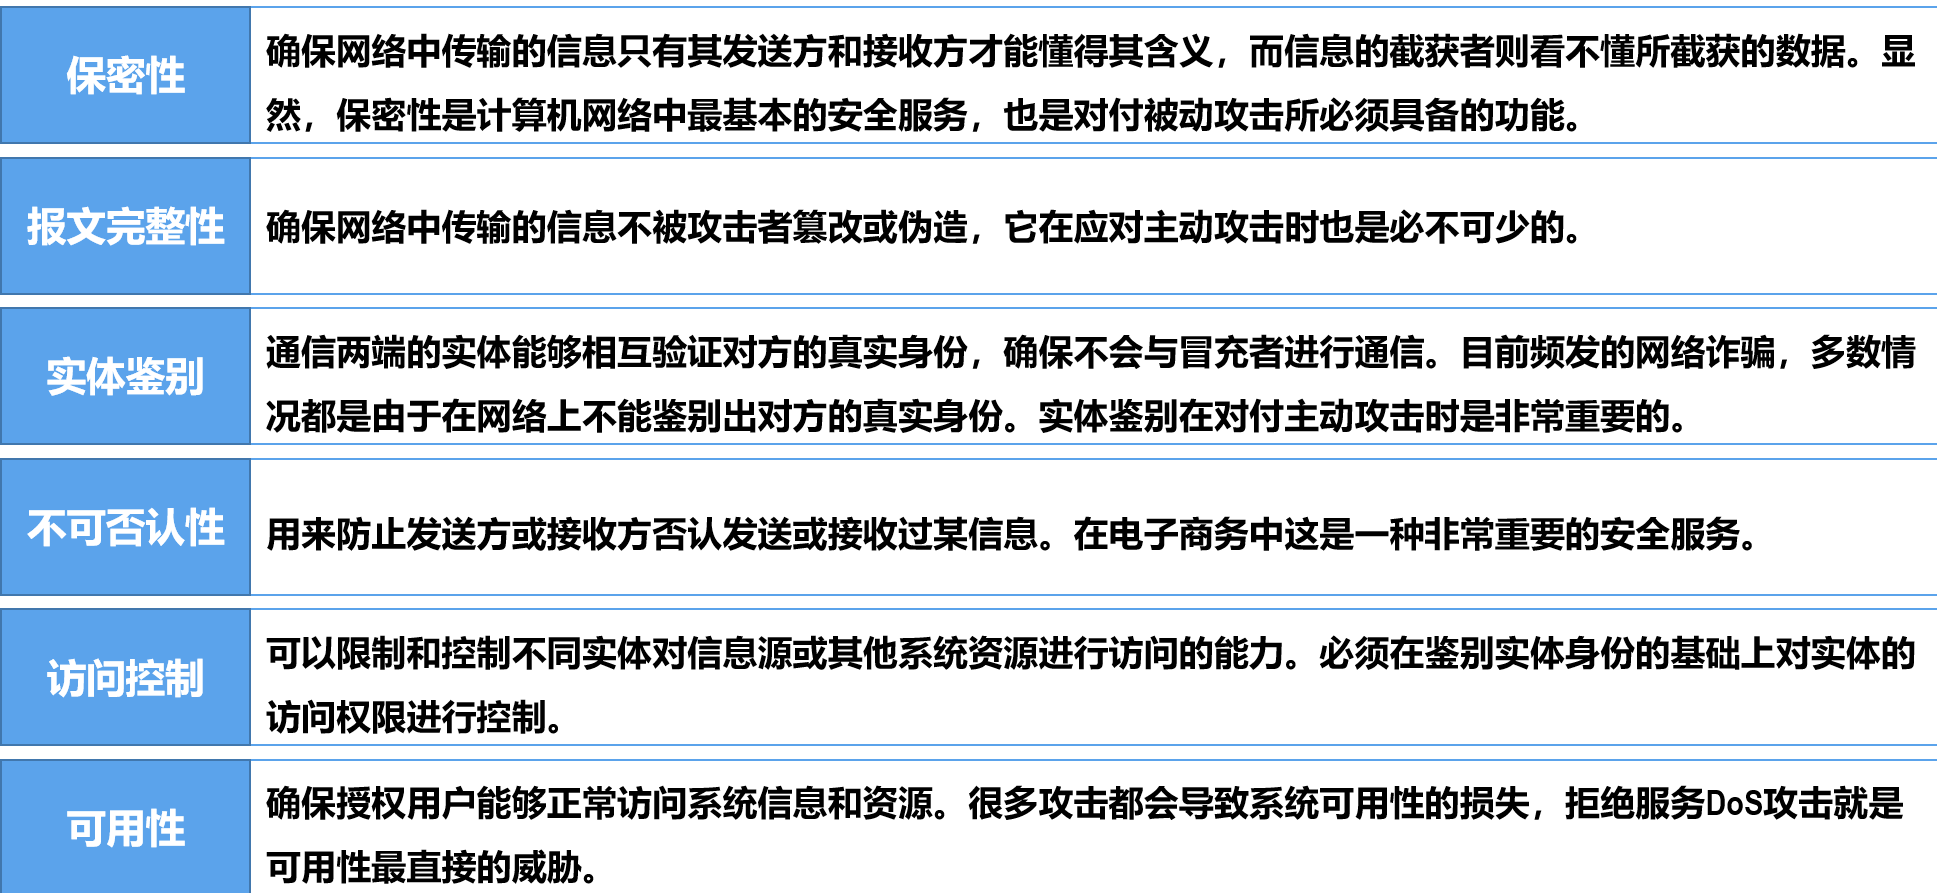 保密性
确保网络中传输的信息只有其发送方和接收方才能懂得其含义，而信息的截获者则看不懂所截获的数据。显
然，保密性是计算机网络中最基本的安全服务，也是对付被动攻击所必须具备的功能。
报文完整性
确保网络中传输的信息不被攻击者篡改或伪造，它在应对主动攻击时也是必不可少的。
实体鉴别
通信两端的实体能够相互验证对方的真实身份，确保不会与冒充者进行通信。目前频发的网络诈骗，多数情
况都是由于在网络上不能鉴别出对方的真实身份。实体鉴别在对付主动攻击时是非常重要的。
不可否认性
用来防止发送方或接收方否认发送或接收过某信息。在电子商务中这是一种非常重要的安全服务。
访问控制
可以限制和控制不同实体对信息源或其他系统资源进行访问的能力。必须在鉴别实体身份的基础上对实体的
访问权限进行控制。
可用性
确保授权用户能够正常访问系统信息和资源。很多攻击都会导致系统可用性的损失，拒绝服务DoS攻击就是
可用性最直接的威胁。